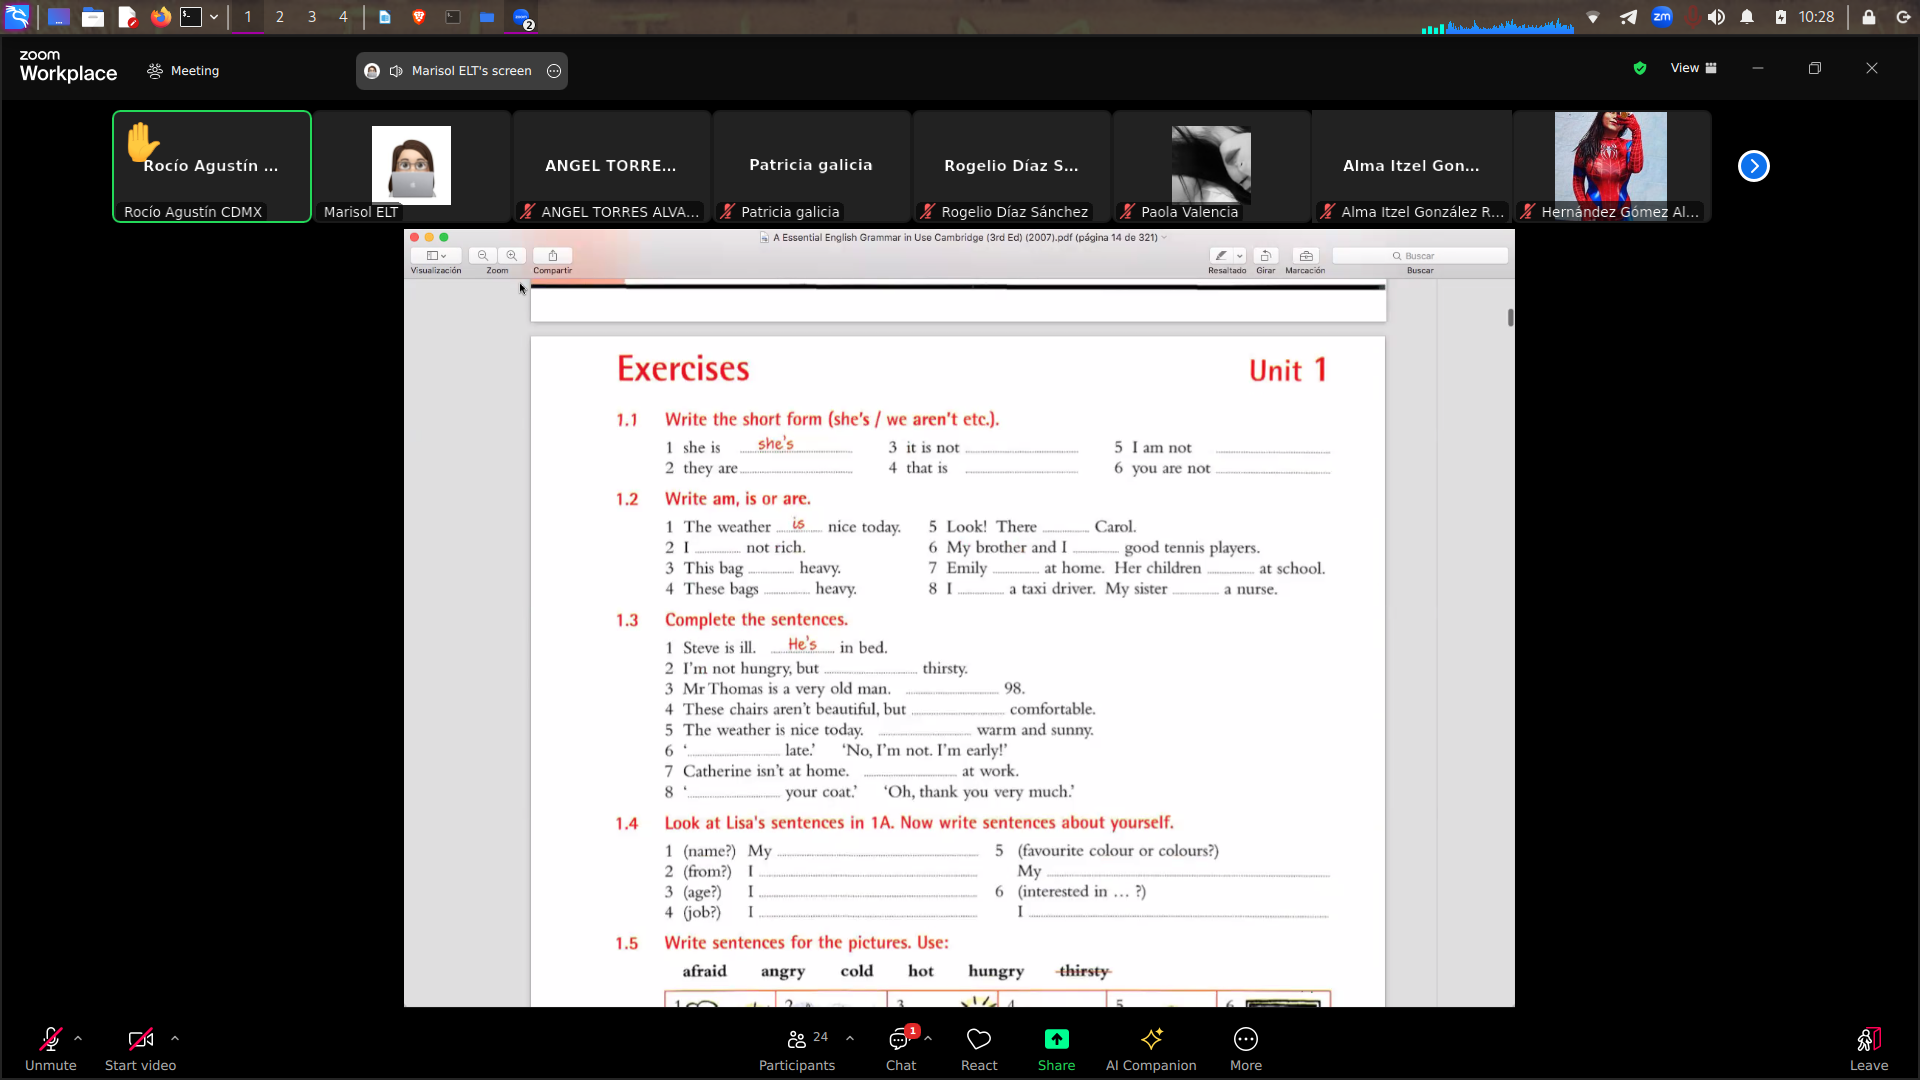 1 2 3 4
2
zm
10:28
zoom
Workplace
Meeting
Marisol ELT's screen
View
Rocío Agustín ...
ANGEL TORRE...
Patricia galicia
Rogelio Díaz S...
Alma Itzel Gon...
Rocío Agustín CDMX
Marisol ELT
ANGEL TORRES ALVA...
Patricia galicia
Rogelio Díaz Sánchez
Paola Valencia
Alma Itzel González R...
Hernández Gómez Al...
A Essential English Grammar in Use Cambridge (3rd Ed) (2007).pdf (página 14 de 321)
Buscar
Visualización
Zoom
Compartir
Resaltado
Girar
Marcación
Buscar
Exercises
Unit 1
1.1 Write the short form (she's / we aren't etc.).
1 she is she's 3 it is not 5 I am not
2 they are 4 that is 6 you are not
1.2 Write am, is or are.
1 The weather is nice today. 5 Look! There Carol.
2 I not rich. 6 My brother and I good tennis players.
3 This bag heavy. 7 Emily at home. Her children at school.
4 These bags heavy. 8 I a taxi driver. My sister a nurse.
1.3 Complete the sentences.
1 Steve is ill. He's in bed.
2 I'm not hungry, but thirsty.
3 Mr Thomas is a very old man. 98.
4 These chairs aren't beautiful, but comfortable.
5 The weather is nice today. warm and sunny.
6 ' late.' 'No, I'm not. I'm early!'
7 Catherine isn't at home. at work.
8 ' your coat.' 'Oh, thank you very much.'
1.4 Look at Lisa's sentences in 1A. Now write sentences about yourself.
1 (name?) My 5 (favourite colour or colours?)
2 (from?) I My
3 (age?) I 6 (interested in ... ?)
4 (job?) I I
1.5 Write sentences for the pictures. Use:
afraid angry cold hot hungry thirsty
1 2 3 4 5 6
Unmute
Start video
24
Participants
1
Chat
React
Share
AI Companion
More
Leave